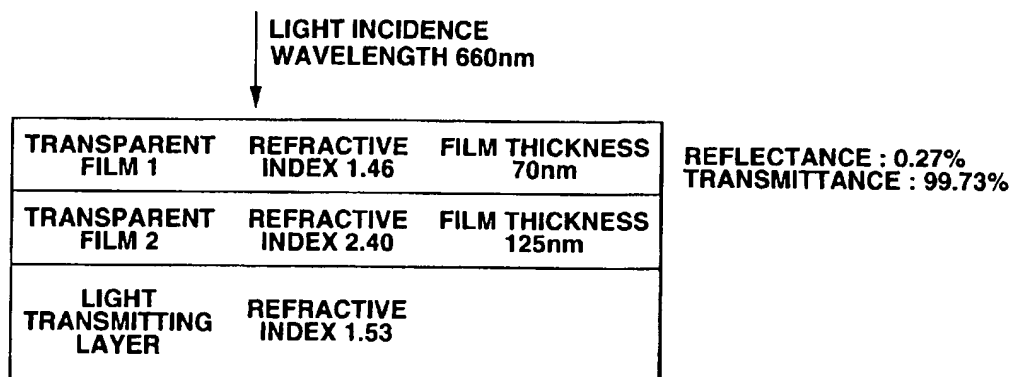 LIGHT INCIDENCE
WAVELENGTH 660nm
TRANSPARENT
FILM 1
REFRACTIVE
INDEX 1.46
FILM THICKNESS
70nm
REFLECTANCE : 0.27%
TRANSMITTANCE : 99.73%
TRANSPARENT
FILM 2
REFRACTIVE
INDEX 2.40
FILM THICKNESS
125nm
LIGHT
TRANSMITTING
LAYER
REFRACTIVE
INDEX 1.53